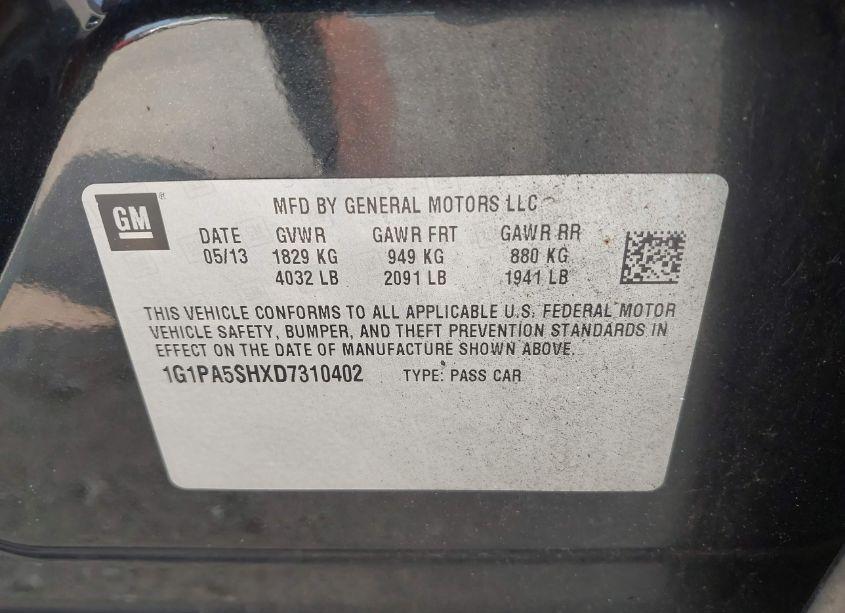 GM
MFD BY GENERAL MOTORS LLC
DATE GVWR GAWR FRT GAWR RR
05/13 1829 KG 949 KG 880 KG
4032 LB 2091 LB 1941 LB
THIS VEHICLE CONFORMS TO ALL APPLICABLE U.S. FEDERAL MOTOR
VEHICLE SAFETY, BUMPER, AND THEFT PREVENTION STANDARDS IN
EFFECT ON THE DATE OF MANUFACTURE SHOWN ABOVE.
1G1PA5SHXD7310402 TYPE: PASS CAR